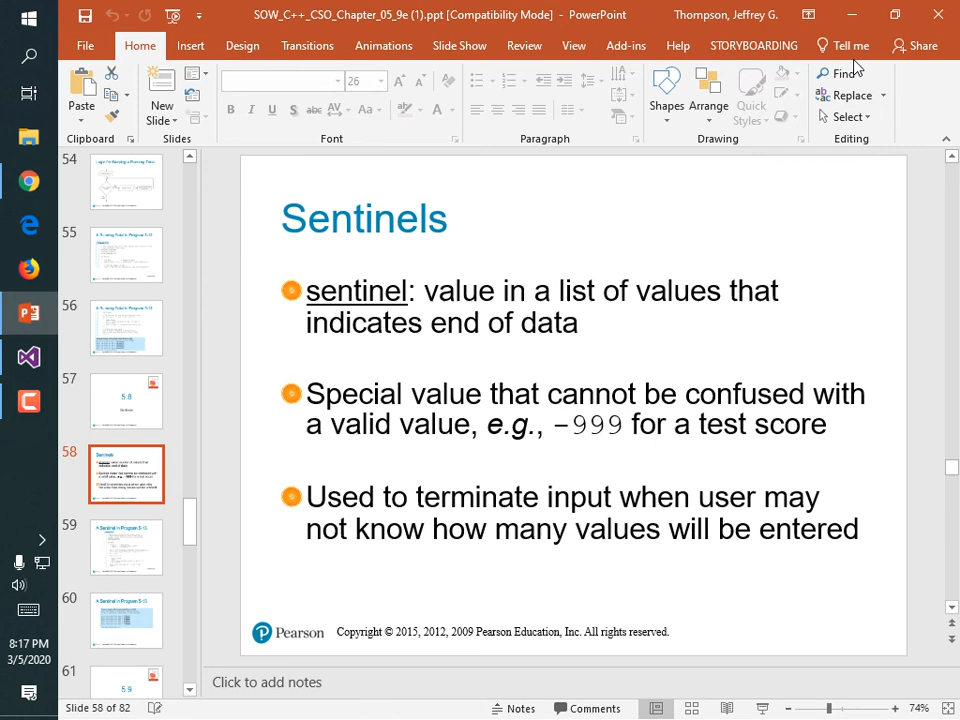 SOW_C++_CSO_Chapter_05_9e (1).ppt [Compatibility Mode] - PowerPoint
Thompson, Jeffrey G.
File Home Insert Design Transitions Animations Slide Show Review View Add-ins Help STORYBOARDING Tell me Share
Paste
New
Slide
26
B I U S abc AV Aa A
Shapes Arrange Quick
Styles
Find
Replace
Select
Clipboard Slides Font Paragraph Drawing Editing
54
55
56
57
5.8
58
Sentinels
59
60
61
5.9
Sentinels
sentinel: value in a list of values that
indicates end of data
Special value that cannot be confused with
a valid value, e.g., -999 for a test score
Used to terminate input when user may
not know how many values will be entered
Pearson
Copyright © 2015, 2012, 2009 Pearson Education, Inc. All rights reserved.
Click to add notes
8:17 PM
3/5/2020
Slide 58 of 82
Notes Comments 74%